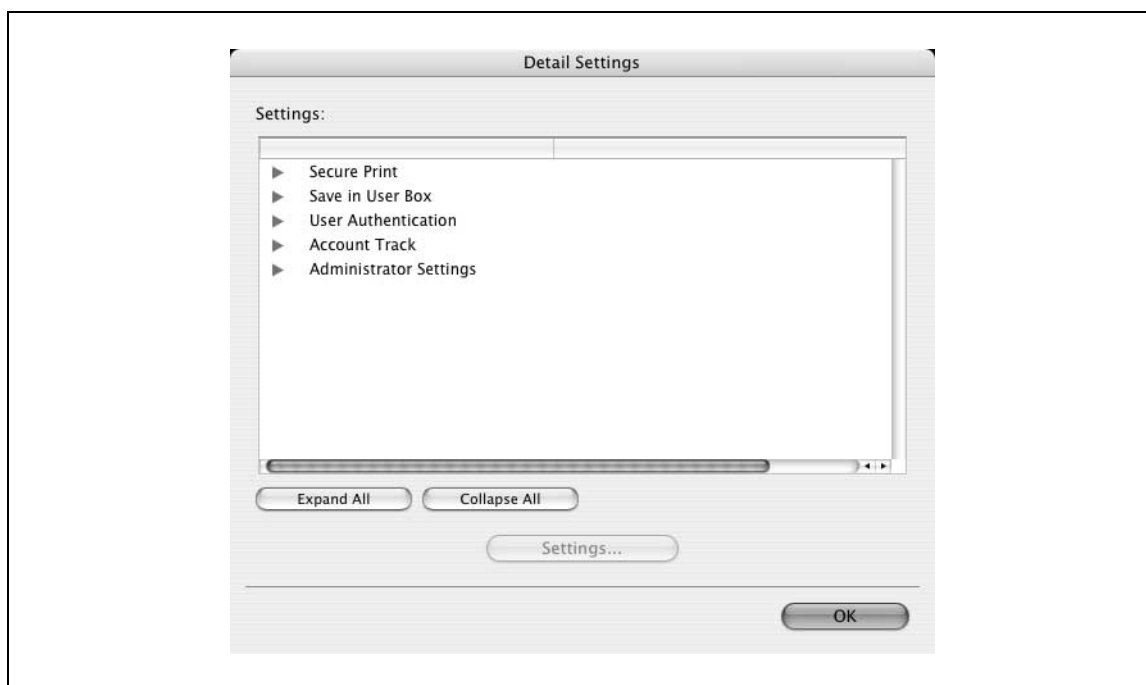 Detail Settings
Settings:
Secure Print
Save in User Box
User Authentication
Account Track
Administrator Settings
Expand All Collapse All
Settings...
OK